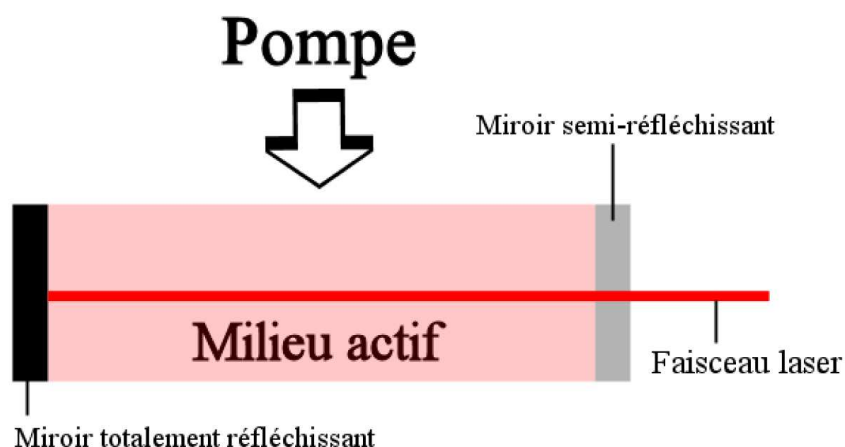 Pompe
Miroir semi-réfléchissant
Milieu actif
Faisceau laser
Miroir totalement réfléchissant